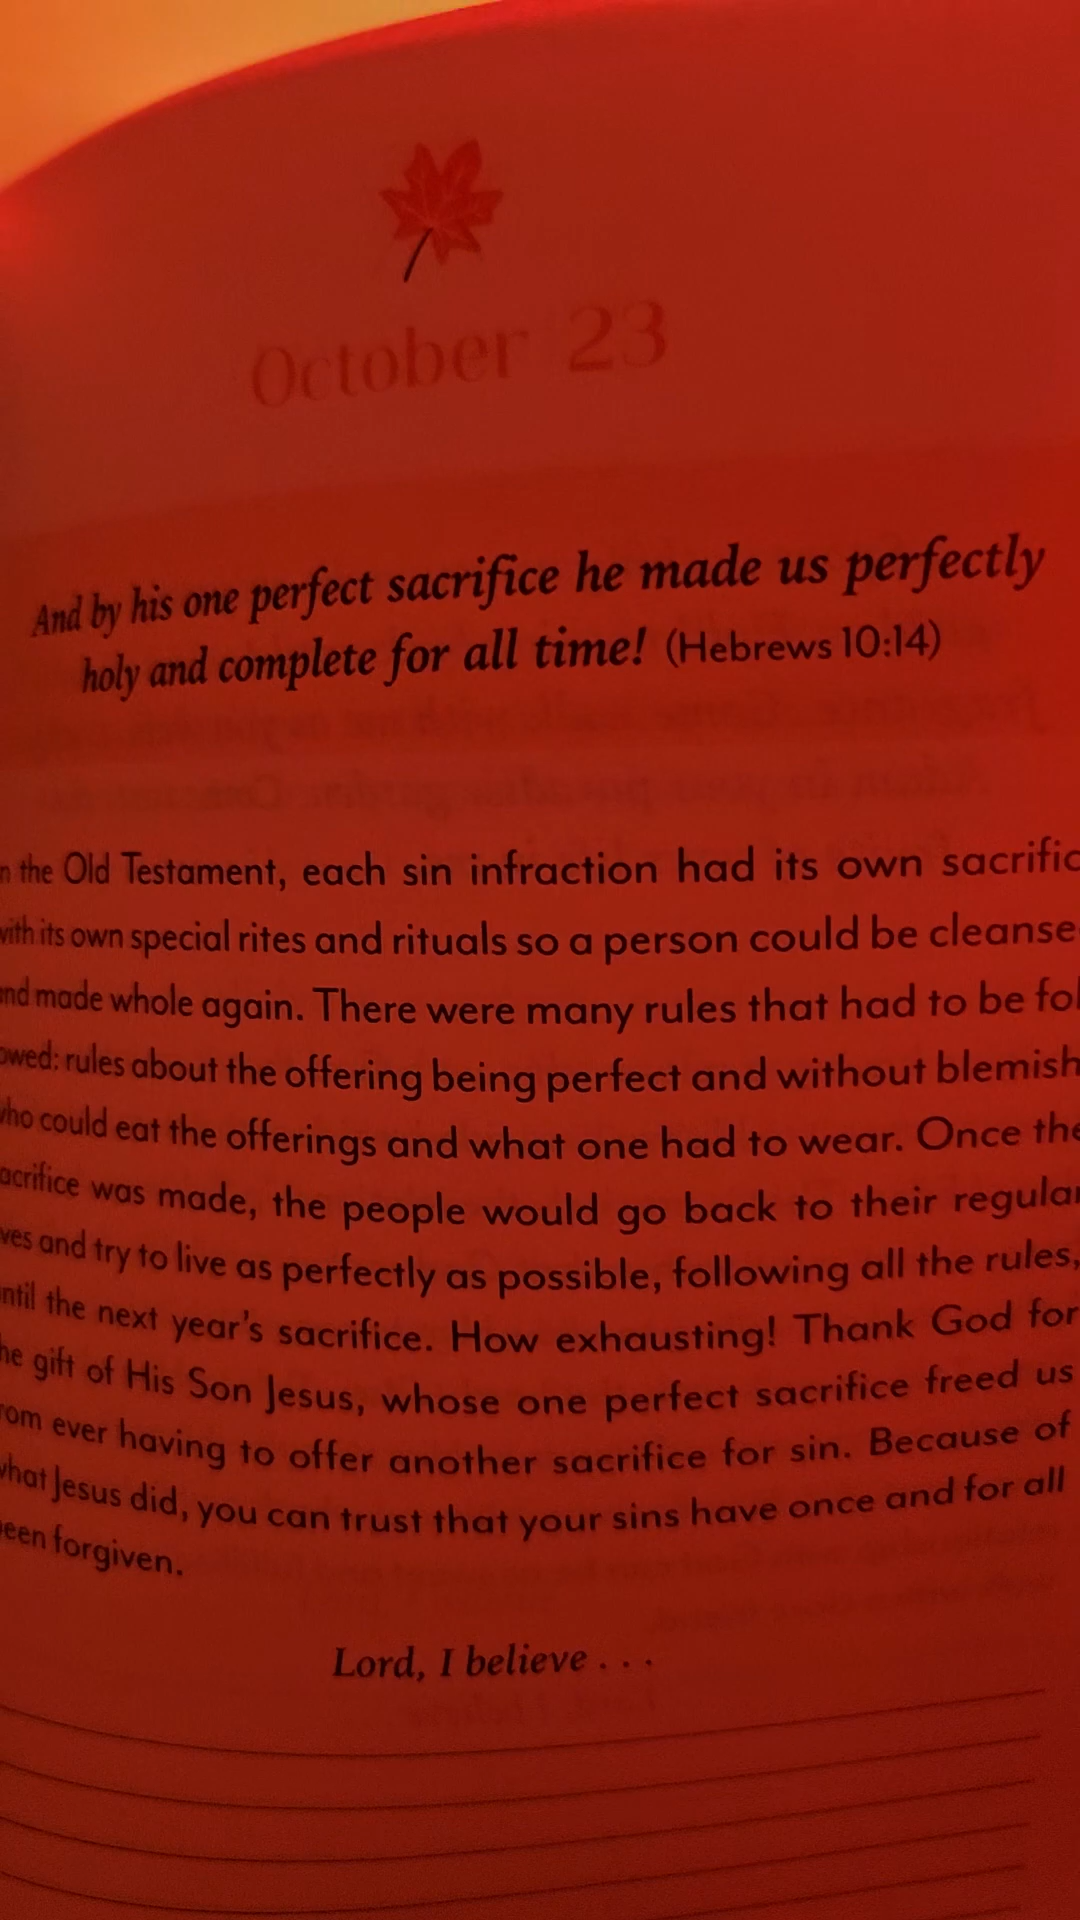 October 23
And by his one perfect sacrifice he made us perfectly
holy and complete for all time! (Hebrews 10:14)
n the Old Testament, each sin infraction had its own sacrific
with its own special rites and rituals so a person could be cleanse
and made whole again. There were many rules that had to be fol
owed: rules about the offering being perfect and without blemish
who could eat the offerings and what one had to wear. Once the
acrifice was made, the people would go back to their regular
ves and try to live as perfectly as possible, following all the rules,
ntil the next year's sacrifice. How exhausting! Thank God for
he gift of His Son Jesus, whose one perfect sacrifice freed us
rom ever having to offer another sacrifice for sin. Because of
what Jesus did, you can trust that your sins have once and for all
een forgiven.
Lord, I believe . . .